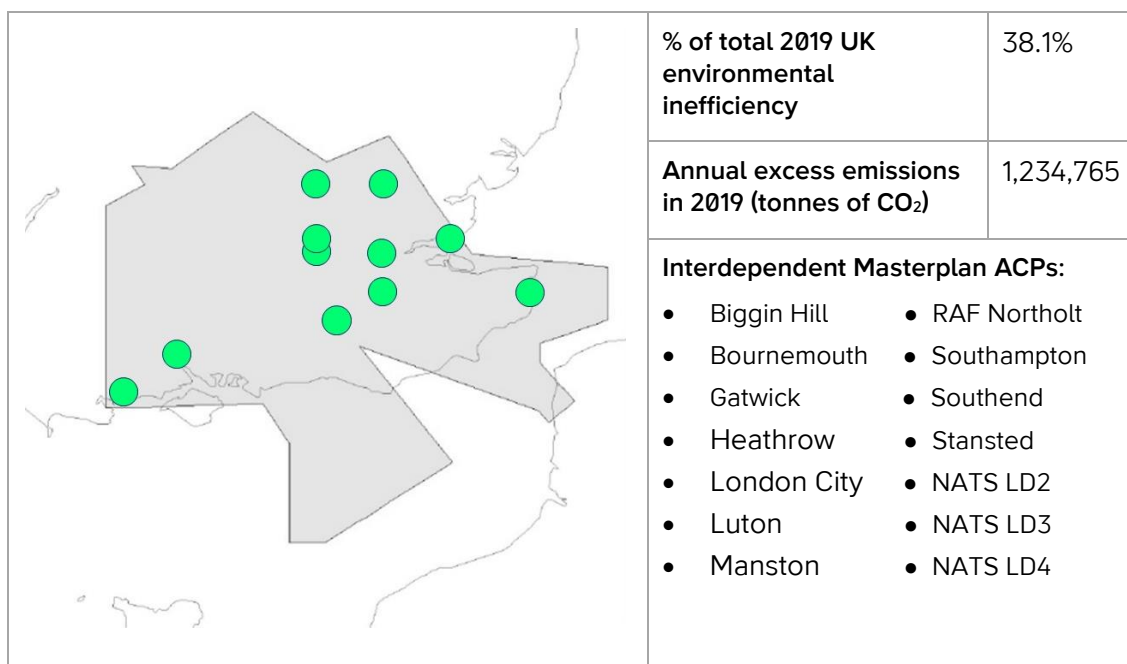 % of total 2019 UK
environmental
inefficiency
38.1%
Annual excess emissions
in 2019 (tonnes of CO₂)
1,234,765
Interdependent Masterplan ACPs:
• Biggin Hill
• Bournemouth
• Gatwick
• Heathrow
• London City
• Luton
• Manston
• RAF Northolt
• Southampton
• Southend
• Stansted
• NATS LD2
• NATS LD3
• NATS LD4